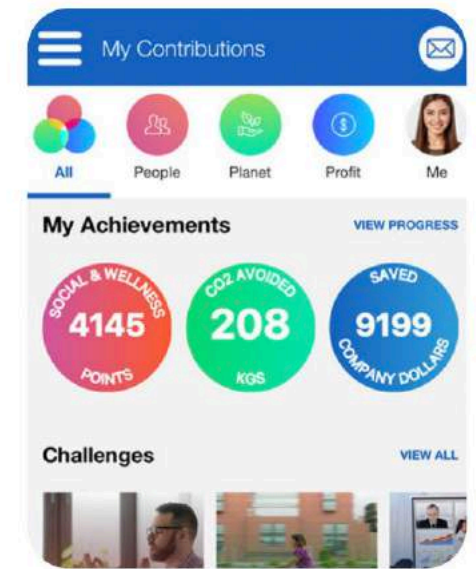 My Contributions
$
All People Planet Profit Me
My Achievements VIEW PROGRESS
SOCIAL & WELLNESS
4145
POINTS
CO2 AVOIDED
208
KGS
SAVED
9199
COMPANY DOLLARS
Challenges VIEW ALL